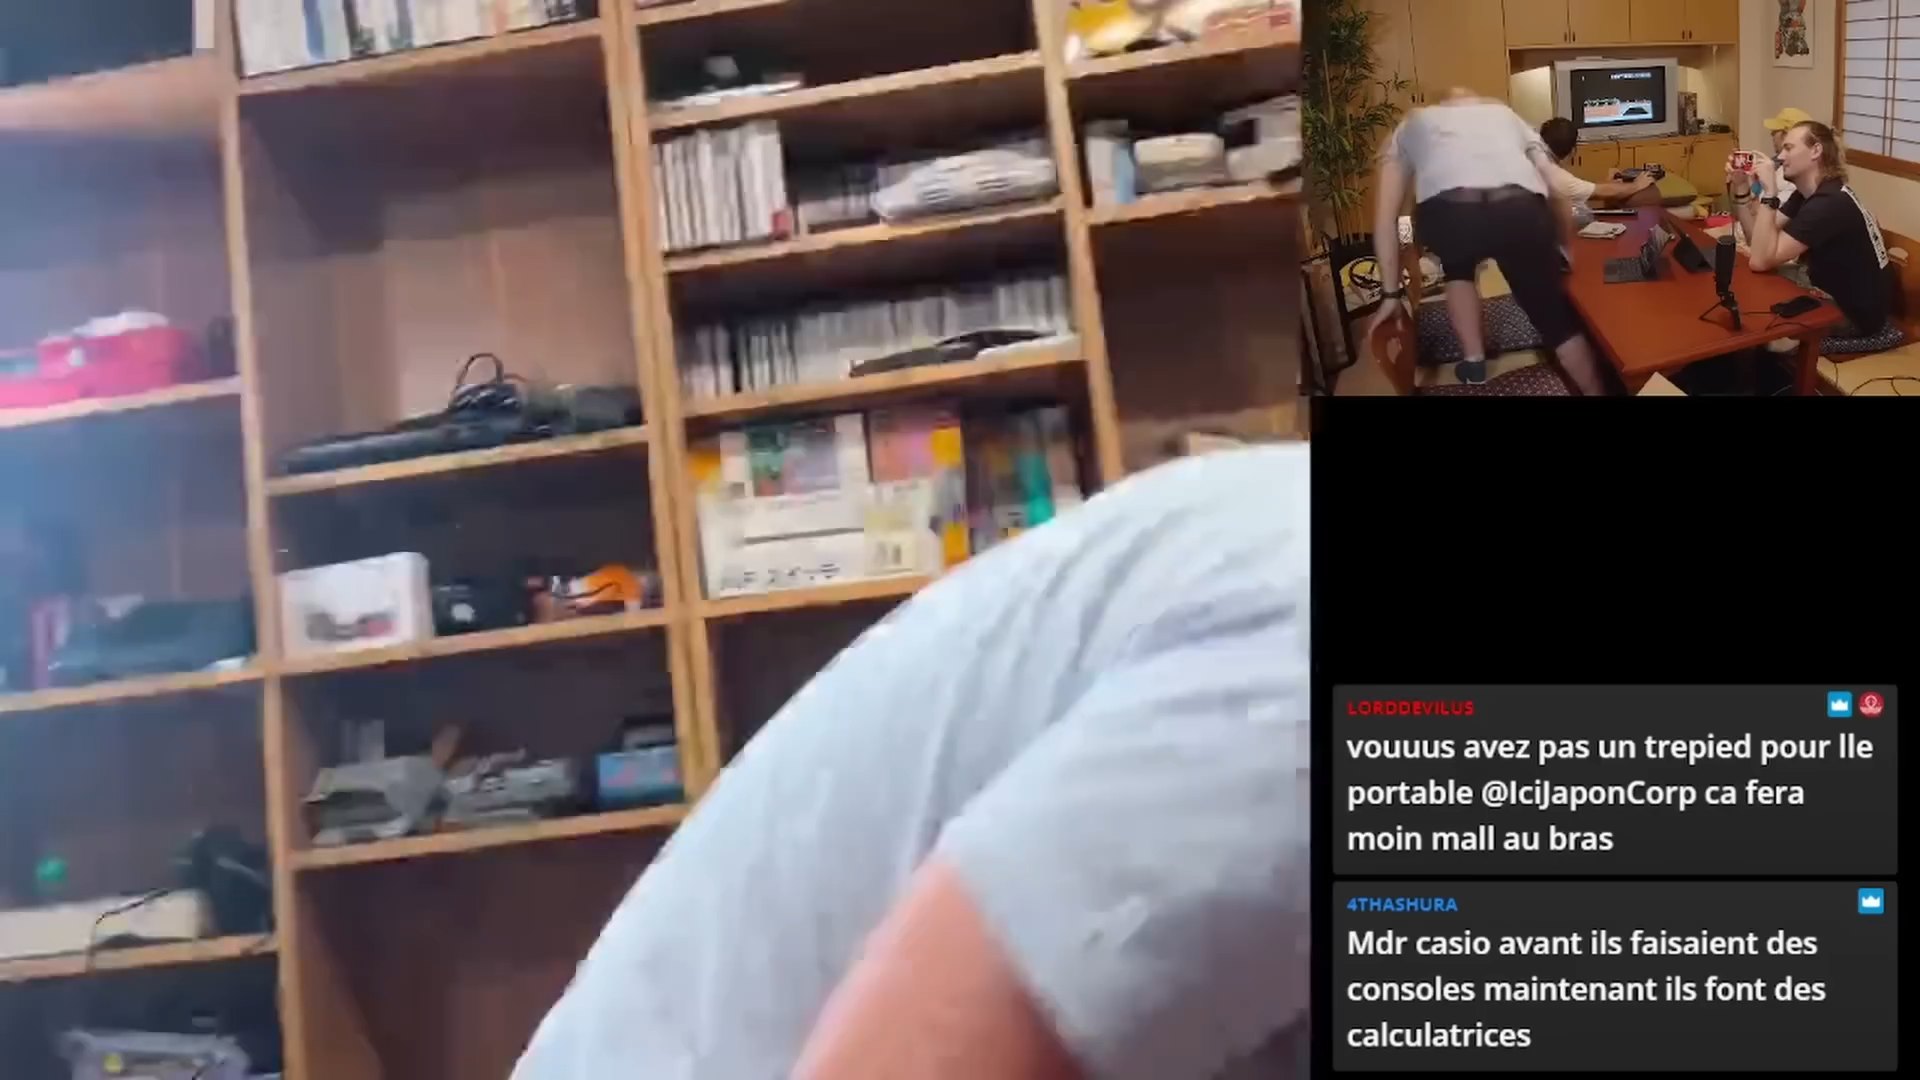 LORDDEVILUS
vouuus avez pas un trepied pour lle
portable @IciJaponCorp ca fera
moin mall au bras
4THASHURA
Mdr casio avant ils faisaient des
consoles maintenant ils font des
calculatrices